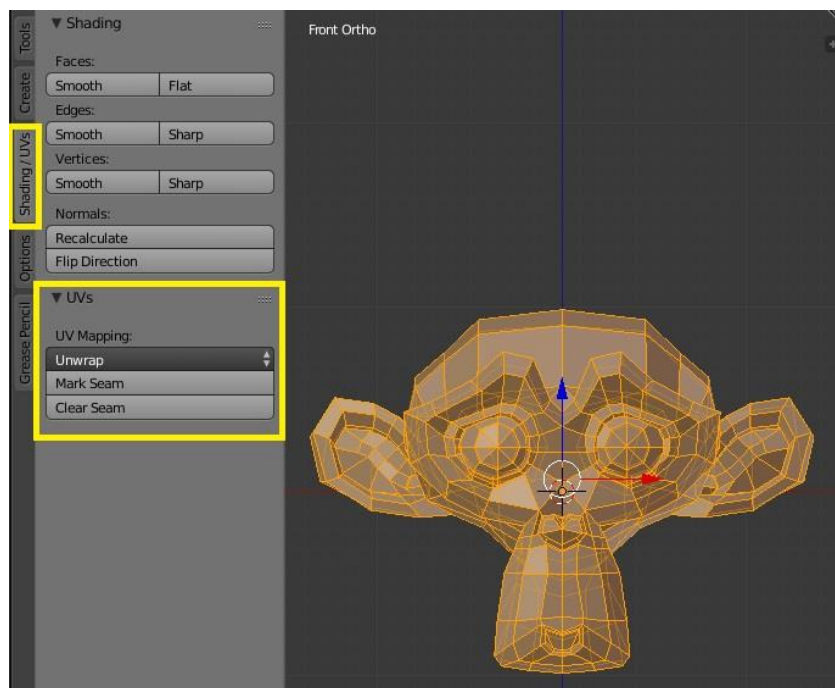 Tools
Create
Shading / UVs
Options
Grease Pencil
▼ Shading
Faces:
Smooth Flat
Edges:
Smooth Sharp
Vertices:
Smooth Sharp
Normals:
Recalculate
Flip Direction
▼ UVs
UV Mapping:
Unwrap
Mark Seam
Clear Seam
Front Ortho